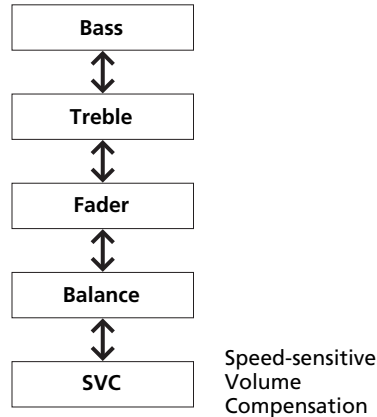 Bass
Treble
Fader
Balance
SVC
Speed-sensitive
Volume
Compensation